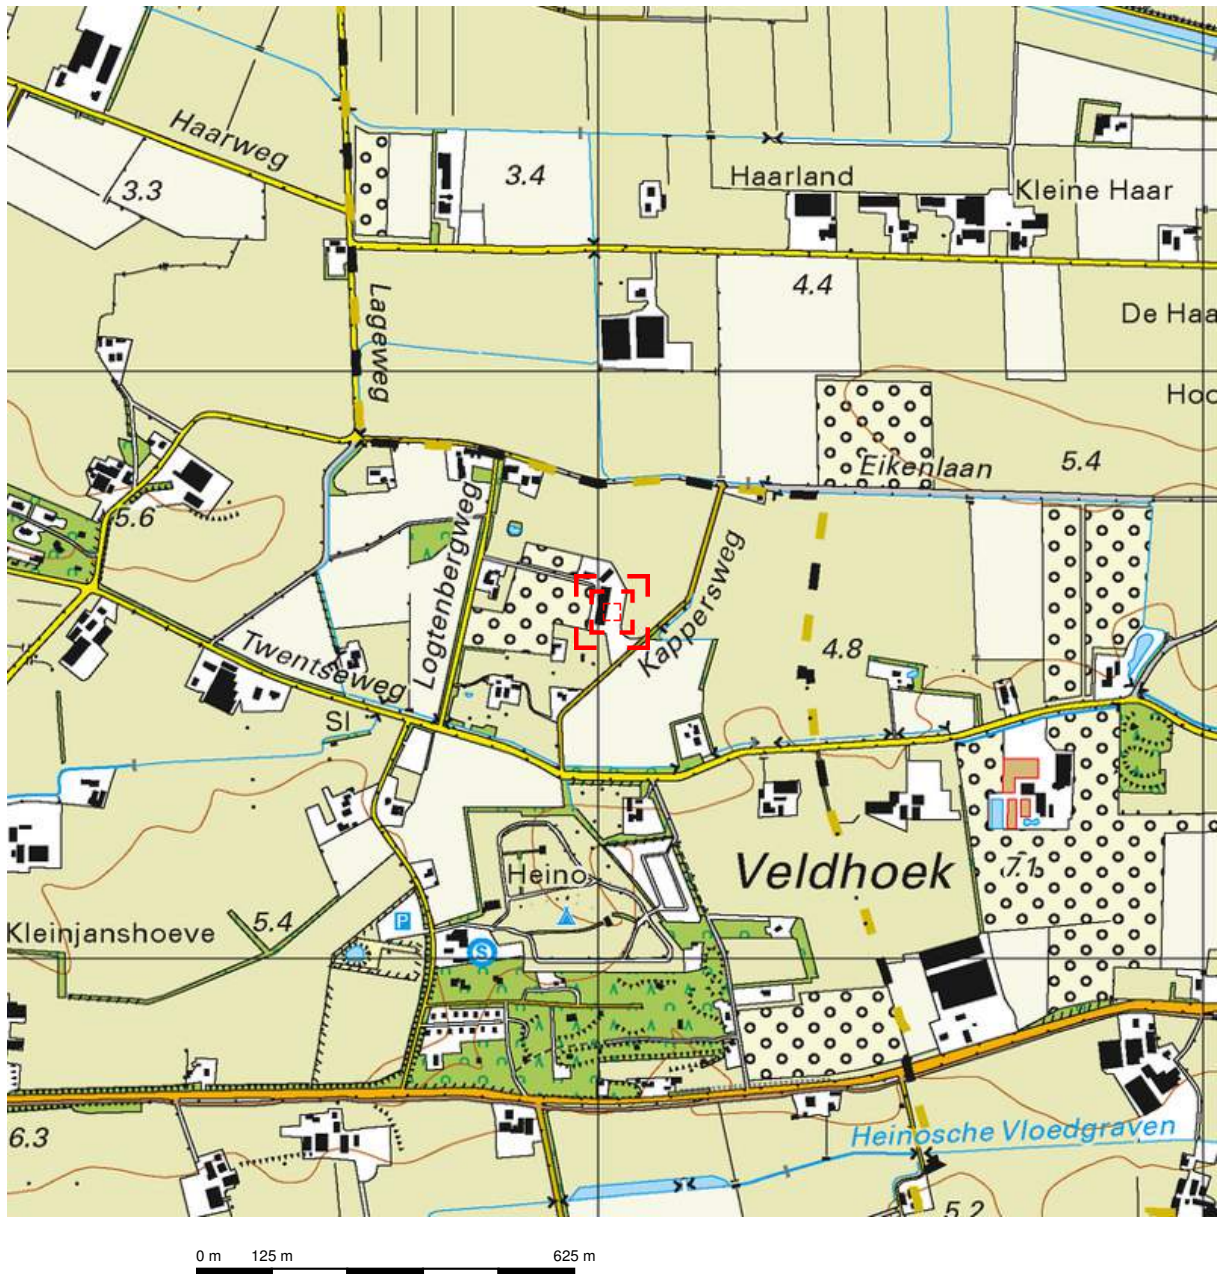 Haarweg
3.3
3.4
Haarland
Kleine Haar
Lageweg
4.4
De Haa
Hoo
Eikenlaan
5.4
5.6
Logtenbergweg
Kappersweg
Twentseweg
4.8
Sl
Veldhoek
7.1
Heino
P
S
5.4
Kleinjanshoeve
6.3
Heinosche Vloedgraven
5.2
0 m 125 m 625 m